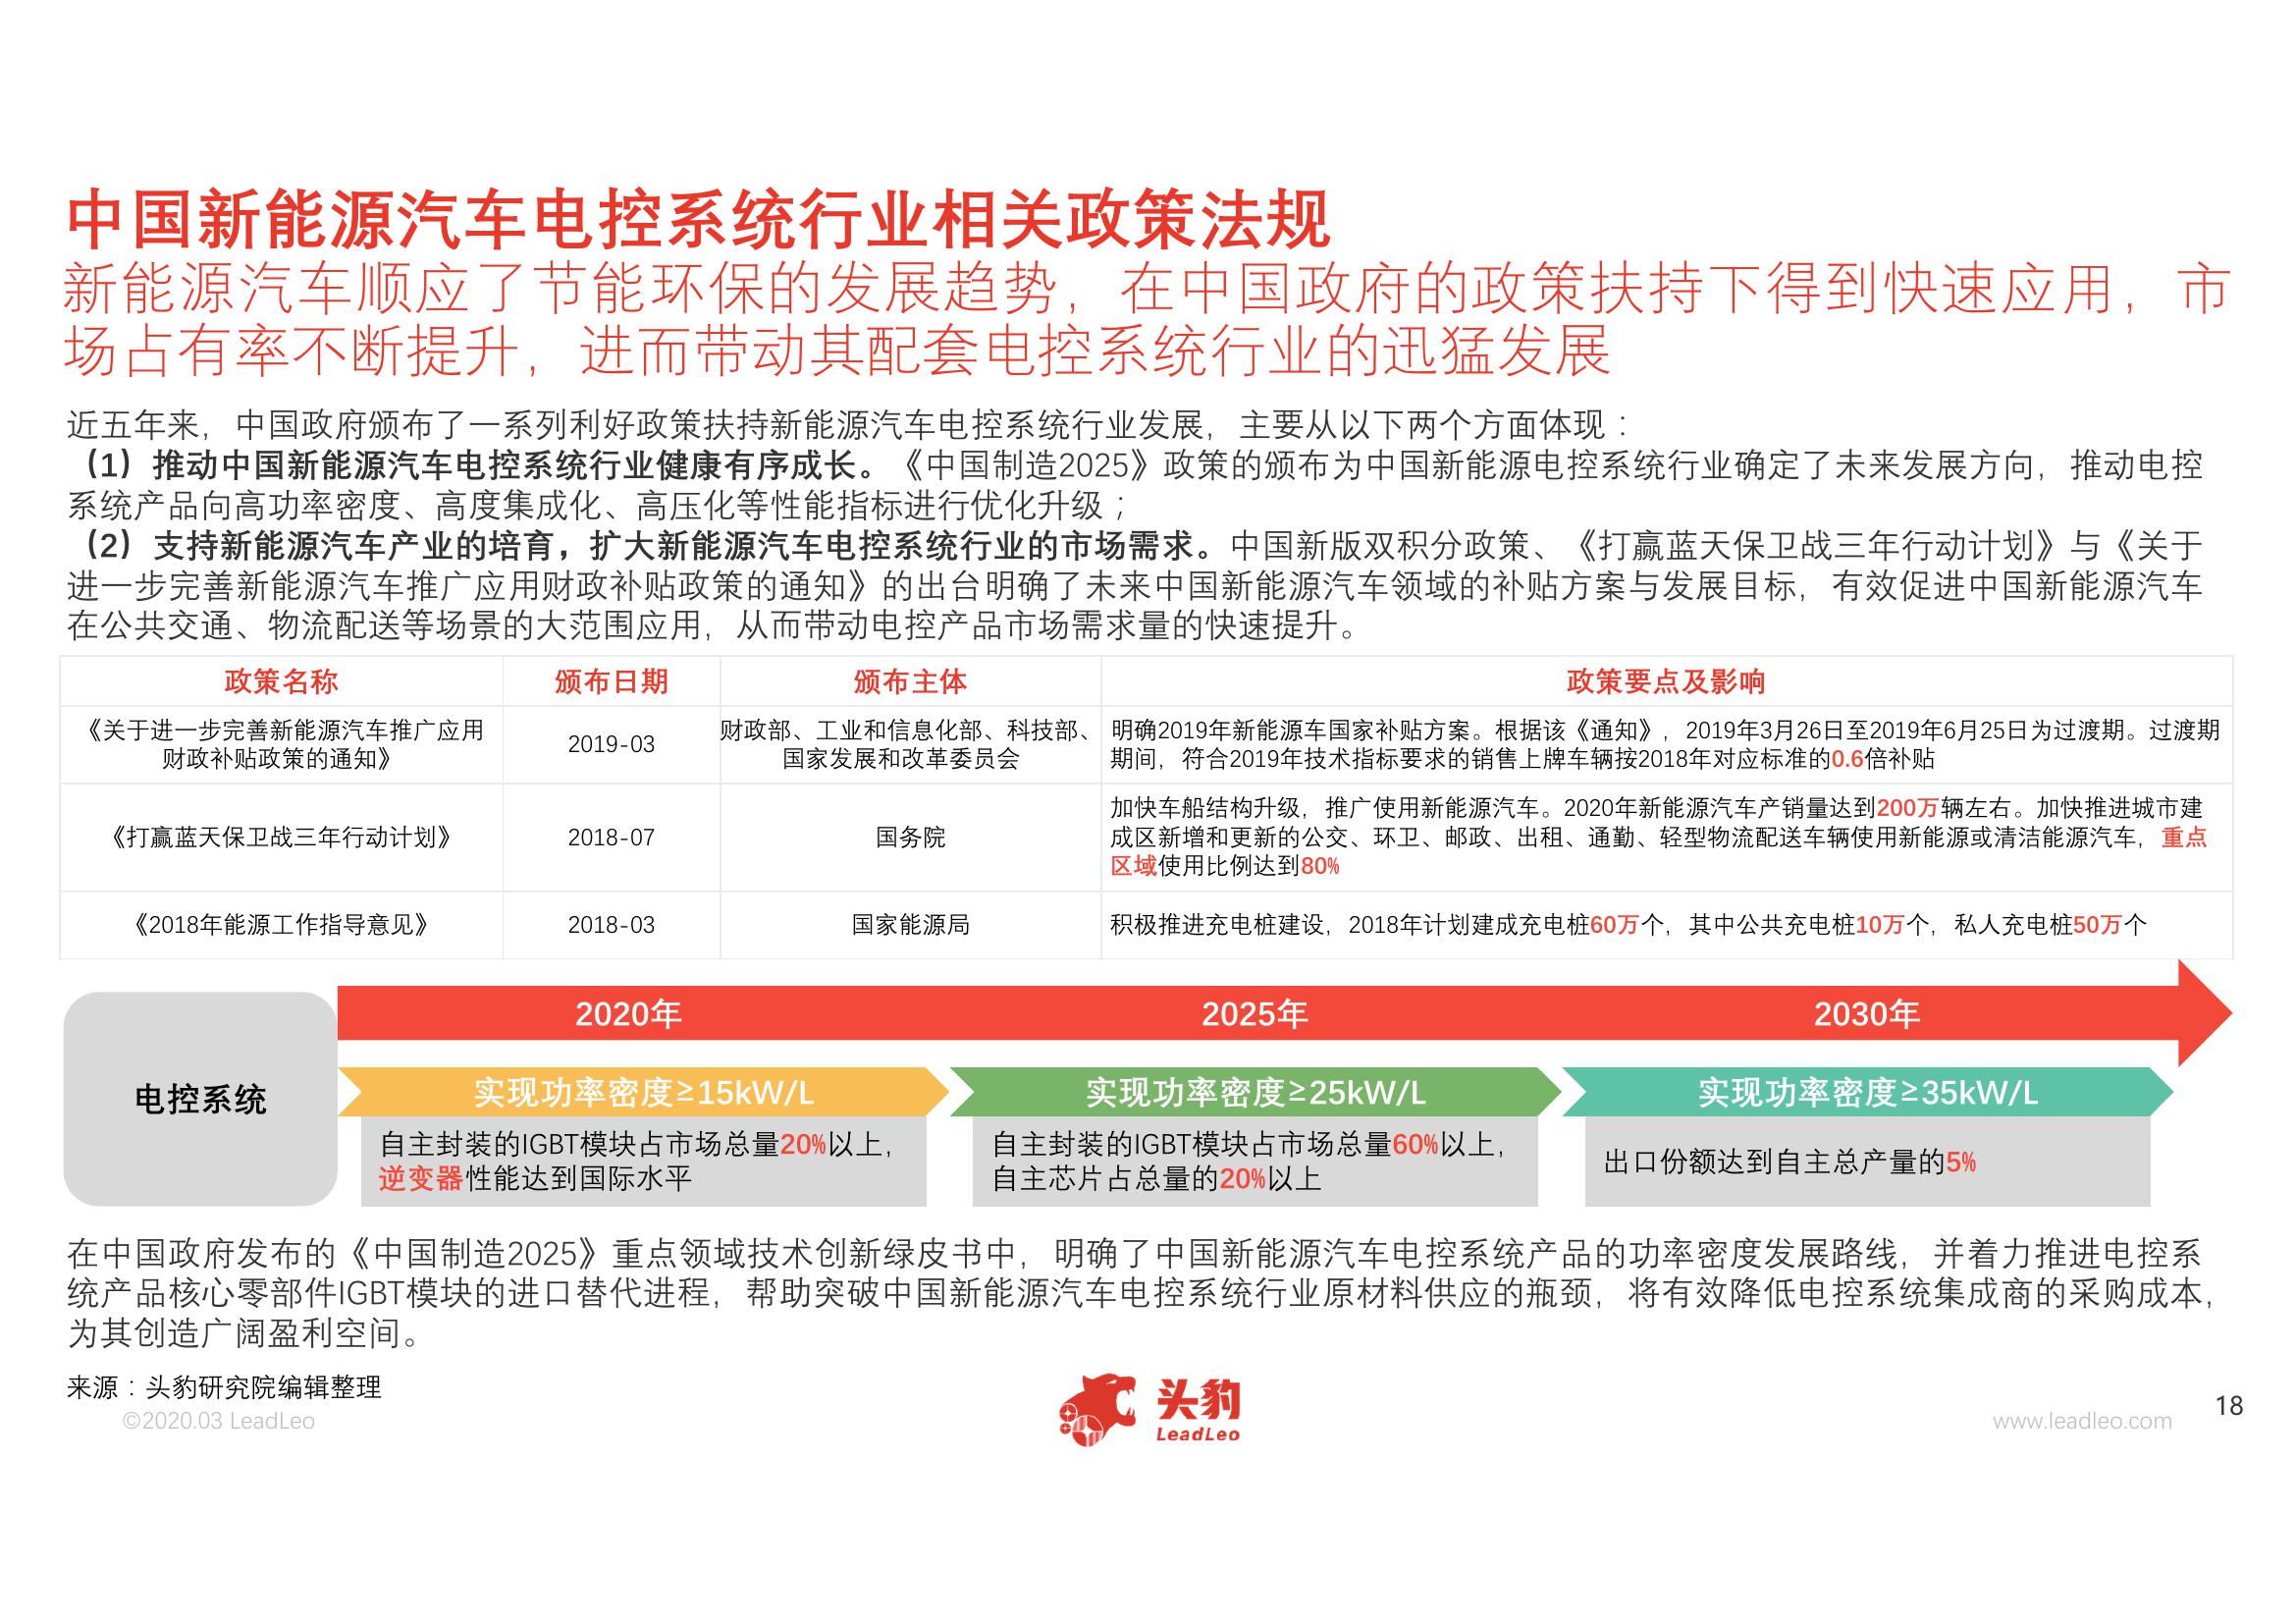 中国新能源汽车电控系统行业相关政策法规
新能源汽车顺应了节能环保的发展趋势，在中国政府的政策扶持下得到快速应用，市
场占有率不断提升，进而带动其配套电控系统行业的迅猛发展
近五年来，中国政府颁布了一系列利好政策扶持新能源汽车电控系统行业发展，主要从以下两个方面体现：
（1）推动中国新能源汽车电控系统行业健康有序成长。《中国制造2025》政策的颁布为中国新能源电控系统行业确定了未来发展方向，推动电控
系统产品向高功率密度、高度集成化、高压化等性能指标进行优化升级；
（2）支持新能源汽车产业的培育，扩大新能源汽车电控系统行业的市场需求。中国新版双积分政策、《打赢蓝天保卫战三年行动计划》与《关于
进一步完善新能源汽车推广应用财政补贴政策的通知》的出台明确了未来中国新能源汽车领域的补贴方案与发展目标，有效促进中国新能源汽车
在公共交通、物流配送等场景的大范围应用，从而带动电控产品市场需求量的快速提升。
政策名称 颁布日期 颁布主体 政策要点及影响
《关于进一步完善新能源汽车推广应用
财政补贴政策的通知》
2019-03
财政部、工业和信息化部、科技部、
国家发展和改革委员会
明确2019年新能源车国家补贴方案。根据该《通知》，2019年3月26日至2019年6月25日为过渡期。过渡期
期间，符合2019年技术指标要求的销售上牌车辆按2018年对应标准的0.6倍补贴
《打赢蓝天保卫战三年行动计划》
2018-07
国务院
加快车船结构升级，推广使用新能源汽车。2020年新能源汽车产销量达到200万辆左右。加快推进城市建
成区新增和更新的公交、环卫、邮政、出租、通勤、轻型物流配送车辆使用新能源或清洁能源汽车，重点
区域使用比例达到80%
《2018年能源工作指导意见》
2018-03
国家能源局
积极推进充电桩建设，2018年计划建成充电桩60万个，其中公共充电桩10万个，私人充电桩50万个
电控系统
2020年 2025年 2030年
实现功率密度≥15kW/L
自主封装的IGBT模块占市场总量20%以上，
逆变器性能达到国际水平
实现功率密度≥25kW/L
自主封装的IGBT模块占市场总量60%以上，
自主芯片占总量的20%以上
实现功率密度≥35kW/L
出口份额达到自主总产量的5%
在中国政府发布的《中国制造2025》重点领域技术创新绿皮书中，明确了中国新能源汽车电控系统产品的功率密度发展路线，并着力推进电控系
统产品核心零部件IGBT模块的进口替代进程，帮助突破中国新能源汽车电控系统行业原材料供应的瓶颈，将有效降低电控系统集成商的采购成本，
为其创造广阔盈利空间。
来源：头豹研究院编辑整理
©2020.03 LeadLeo
头豹
LeadLeo
www.leadleo.com
18